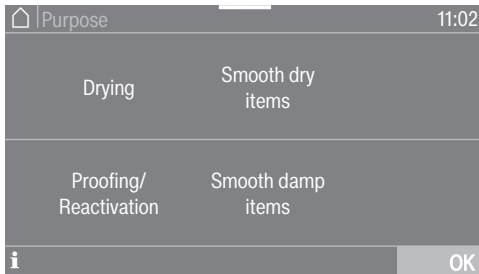 Purpose
11:02
Drying
Smooth dry
items
Proofing/
Reactivation
Smooth damp
items
i
OK